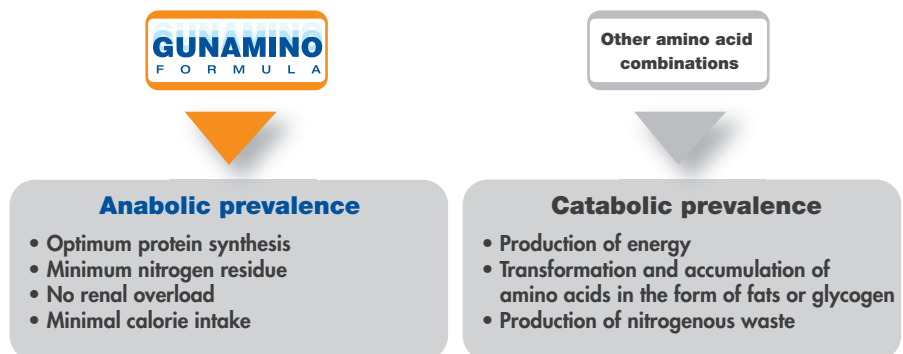 GUNAMINO
FORMULA
Other amino acid
combinations
Anabolic prevalence
• Optimum protein synthesis
• Minimum nitrogen residue
• No renal overload
• Minimal calorie intake
Catabolic prevalence
• Production of energy
• Transformation and accumulation of
amino acids in the form of fats or glycogen
• Production of nitrogenous waste